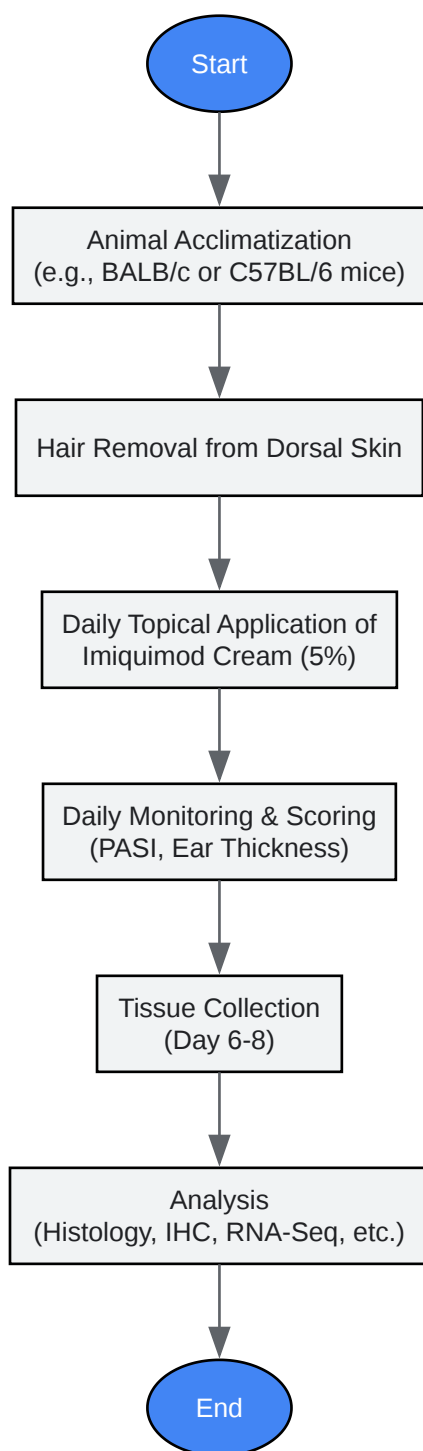 Start
Animal Acclimatization
(e.g., BALB/c or C57BL/6 mice)
Hair Removal from Dorsal Skin
Daily Topical Application of
Imiquimod Cream (5%)
Daily Monitoring & Scoring
(PASI, Ear Thickness)
Tissue Collection
(Day 6-8)
Analysis
(Histology, IHC, RNA-Seq, etc.)
End